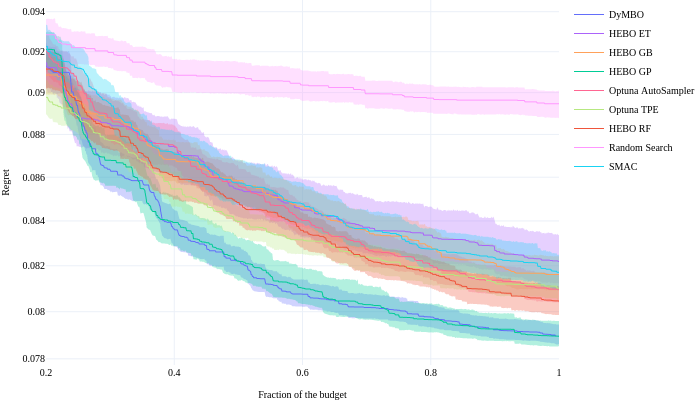 0.094
0.092
0.09
0.088
0.086
0.084
0.082
0.08
0.078
Regret
0.2
0.4
0.6
0.8
1
Fraction of the budget
DyMBO
HEBO ET
HEBO GB
HEBO GP
Optuna AutoSampler
Optuna TPE
HEBO RF
Random Search
SMAC